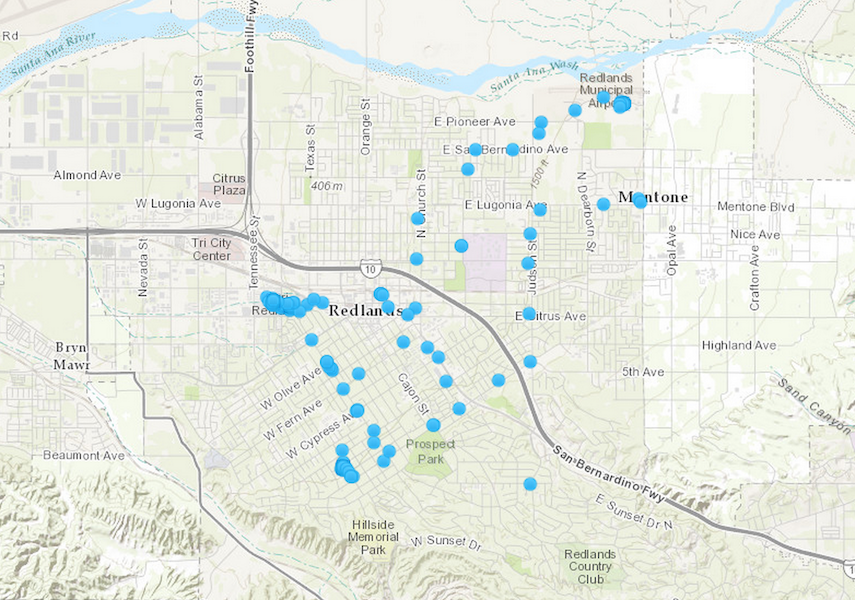 Rd
Santa Ana River
Foothill Fwy
Santa Ana Wash
Redlands
Municipal
Airport
Alabama St
Texas St
Orange St
E Pioneer Ave
E San Bernardino Ave
1500 ft
Almond Ave
Citrus
Plaza
406 m
N Church St
N Dearborn St
Mentone
W Lugonia Ave
E Lugonia Ave
Mentone Blvd
Nice Ave
Tri City
Center
Nevada St
Tennessee St
Judson St
Opal Ave
Crafton Ave
10
Redlands
E Citrus Ave
Bryn
Mawr
Highland Ave
5th Ave
W Olive Ave
Cajon St
Sand Canyon
W Fern Ave
W Cypress Ave
Beaumont Ave
Prospect
Park
San Bernardino Fwy
E Sunset Dr N
Hillside
Memorial
Park
W Sunset Dr
Redlands
Country
Club